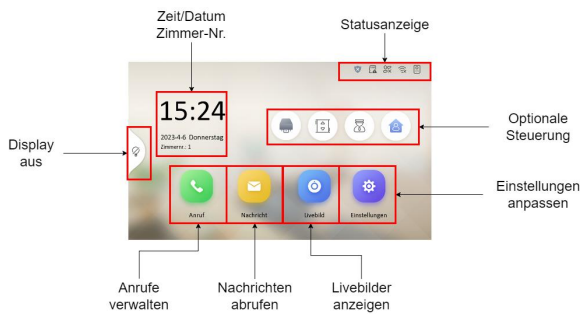 Zeit/Datum
Zimmer-Nr.
Statusanzeige
15:24
2023-4-6 Donnerstag
Zimmernr.: 1
Display
aus
Optionale
Steuerung
Einstellungen
anpassen
Anruf
Nachricht
Livebild
Einstellungen
Anrufe
verwalten
Nachrichten
abrufen
Livebilder
anzeigen